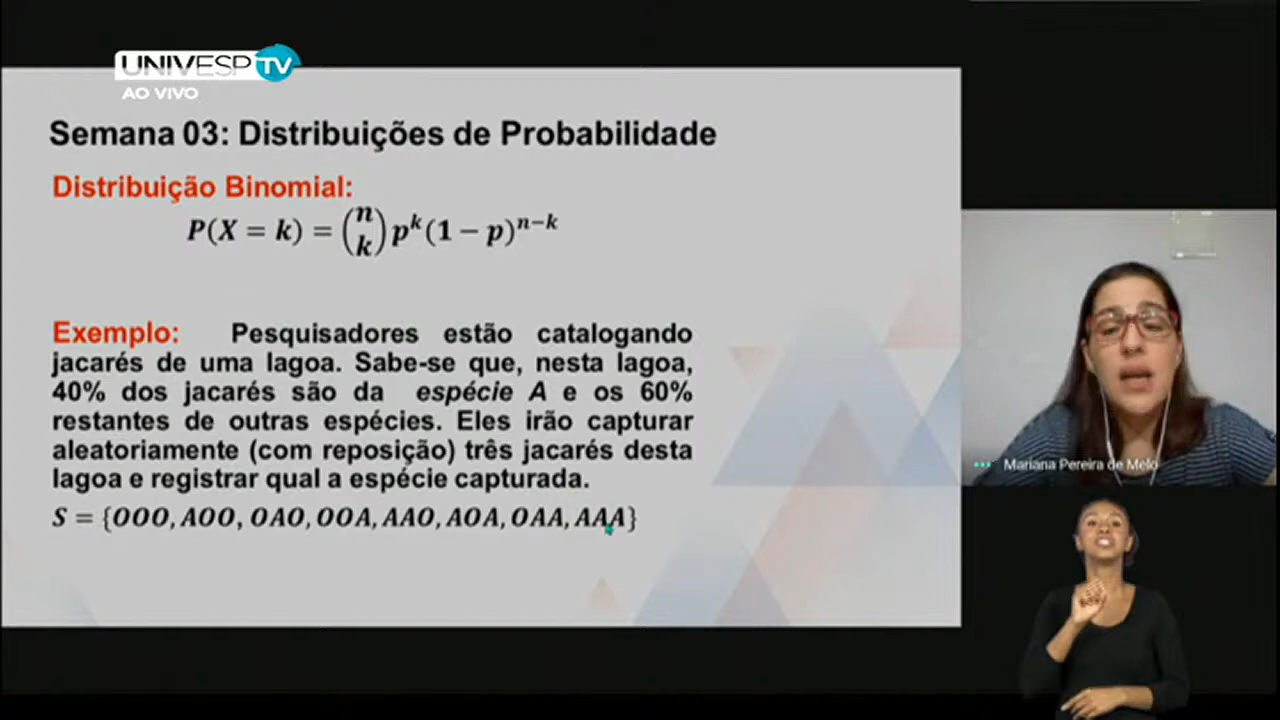 UNIVESP TV
AO VIVO
Semana 03: Distribuições de Probabilidade
Distribuição Binomial:
P(X = k) = (n k) p^k (1 − p)^{n−k}
Exemplo: Pesquisadores estão catalogando
jacarés de uma lagoa. Sabe-se que, nesta lagoa,
40% dos jacarés são da espécie A e os 60%
restantes de outras espécies. Eles irão capturar
aleatoriamente (com reposição) três jacarés desta
lagoa e registrar qual a espécie capturada.
S = {OOO, AOO, OAO, OOA, AAO, AOA, OAA, AAA}
Mariana Pereira de Melo